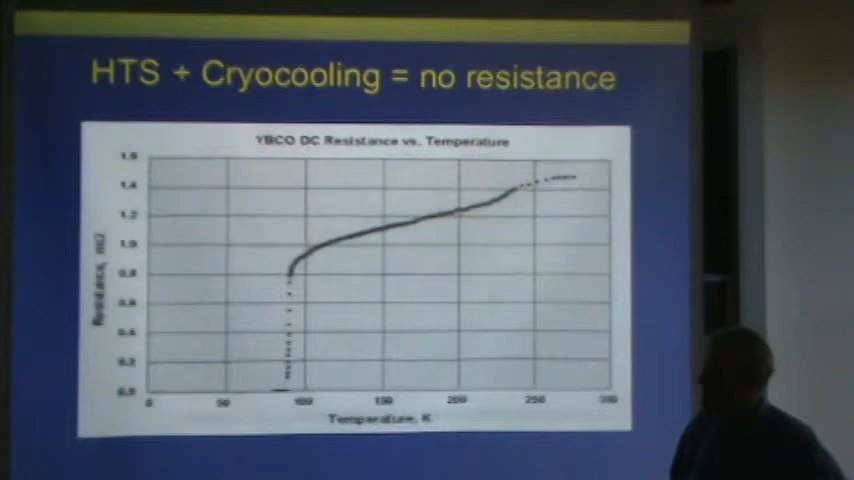 HTS + Cryocooling = no resistance
YBCO DC Resistance vs. Temperature
1.6
1.4
1.2
1.0
0.8
0.6
0.4
0.2
0.0
Resistance, mΩ
0 50 100 150 200 250 300
Temperature, K